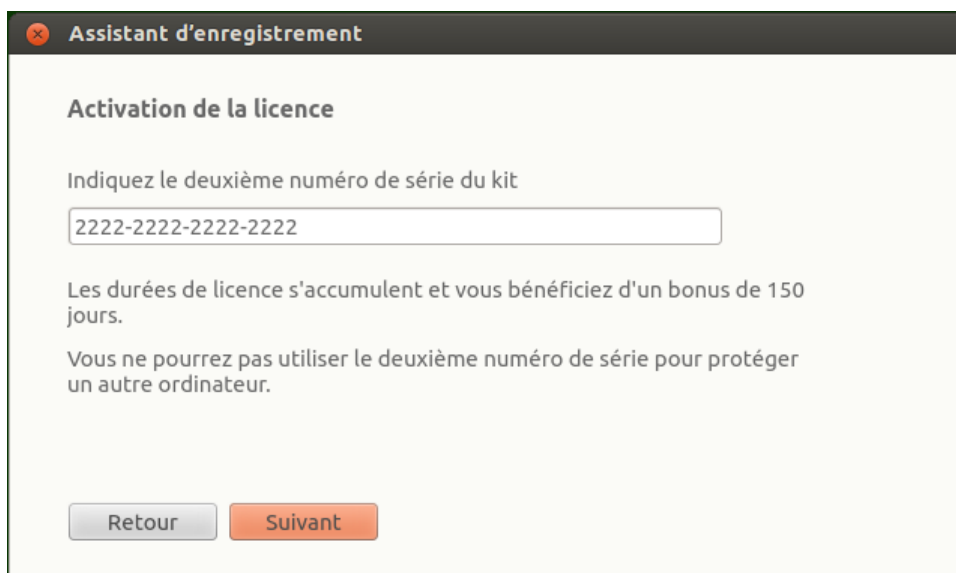 Assistant d’enregistrement
Activation de la licence
Indiquez le deuxième numéro de série du kit
2222-2222-2222-2222
Les durées de licence s'accumulent et vous bénéficiez d'un bonus de 150
jours.
Vous ne pourrez pas utiliser le deuxième numéro de série pour protéger
un autre ordinateur.
Retour
Suivant